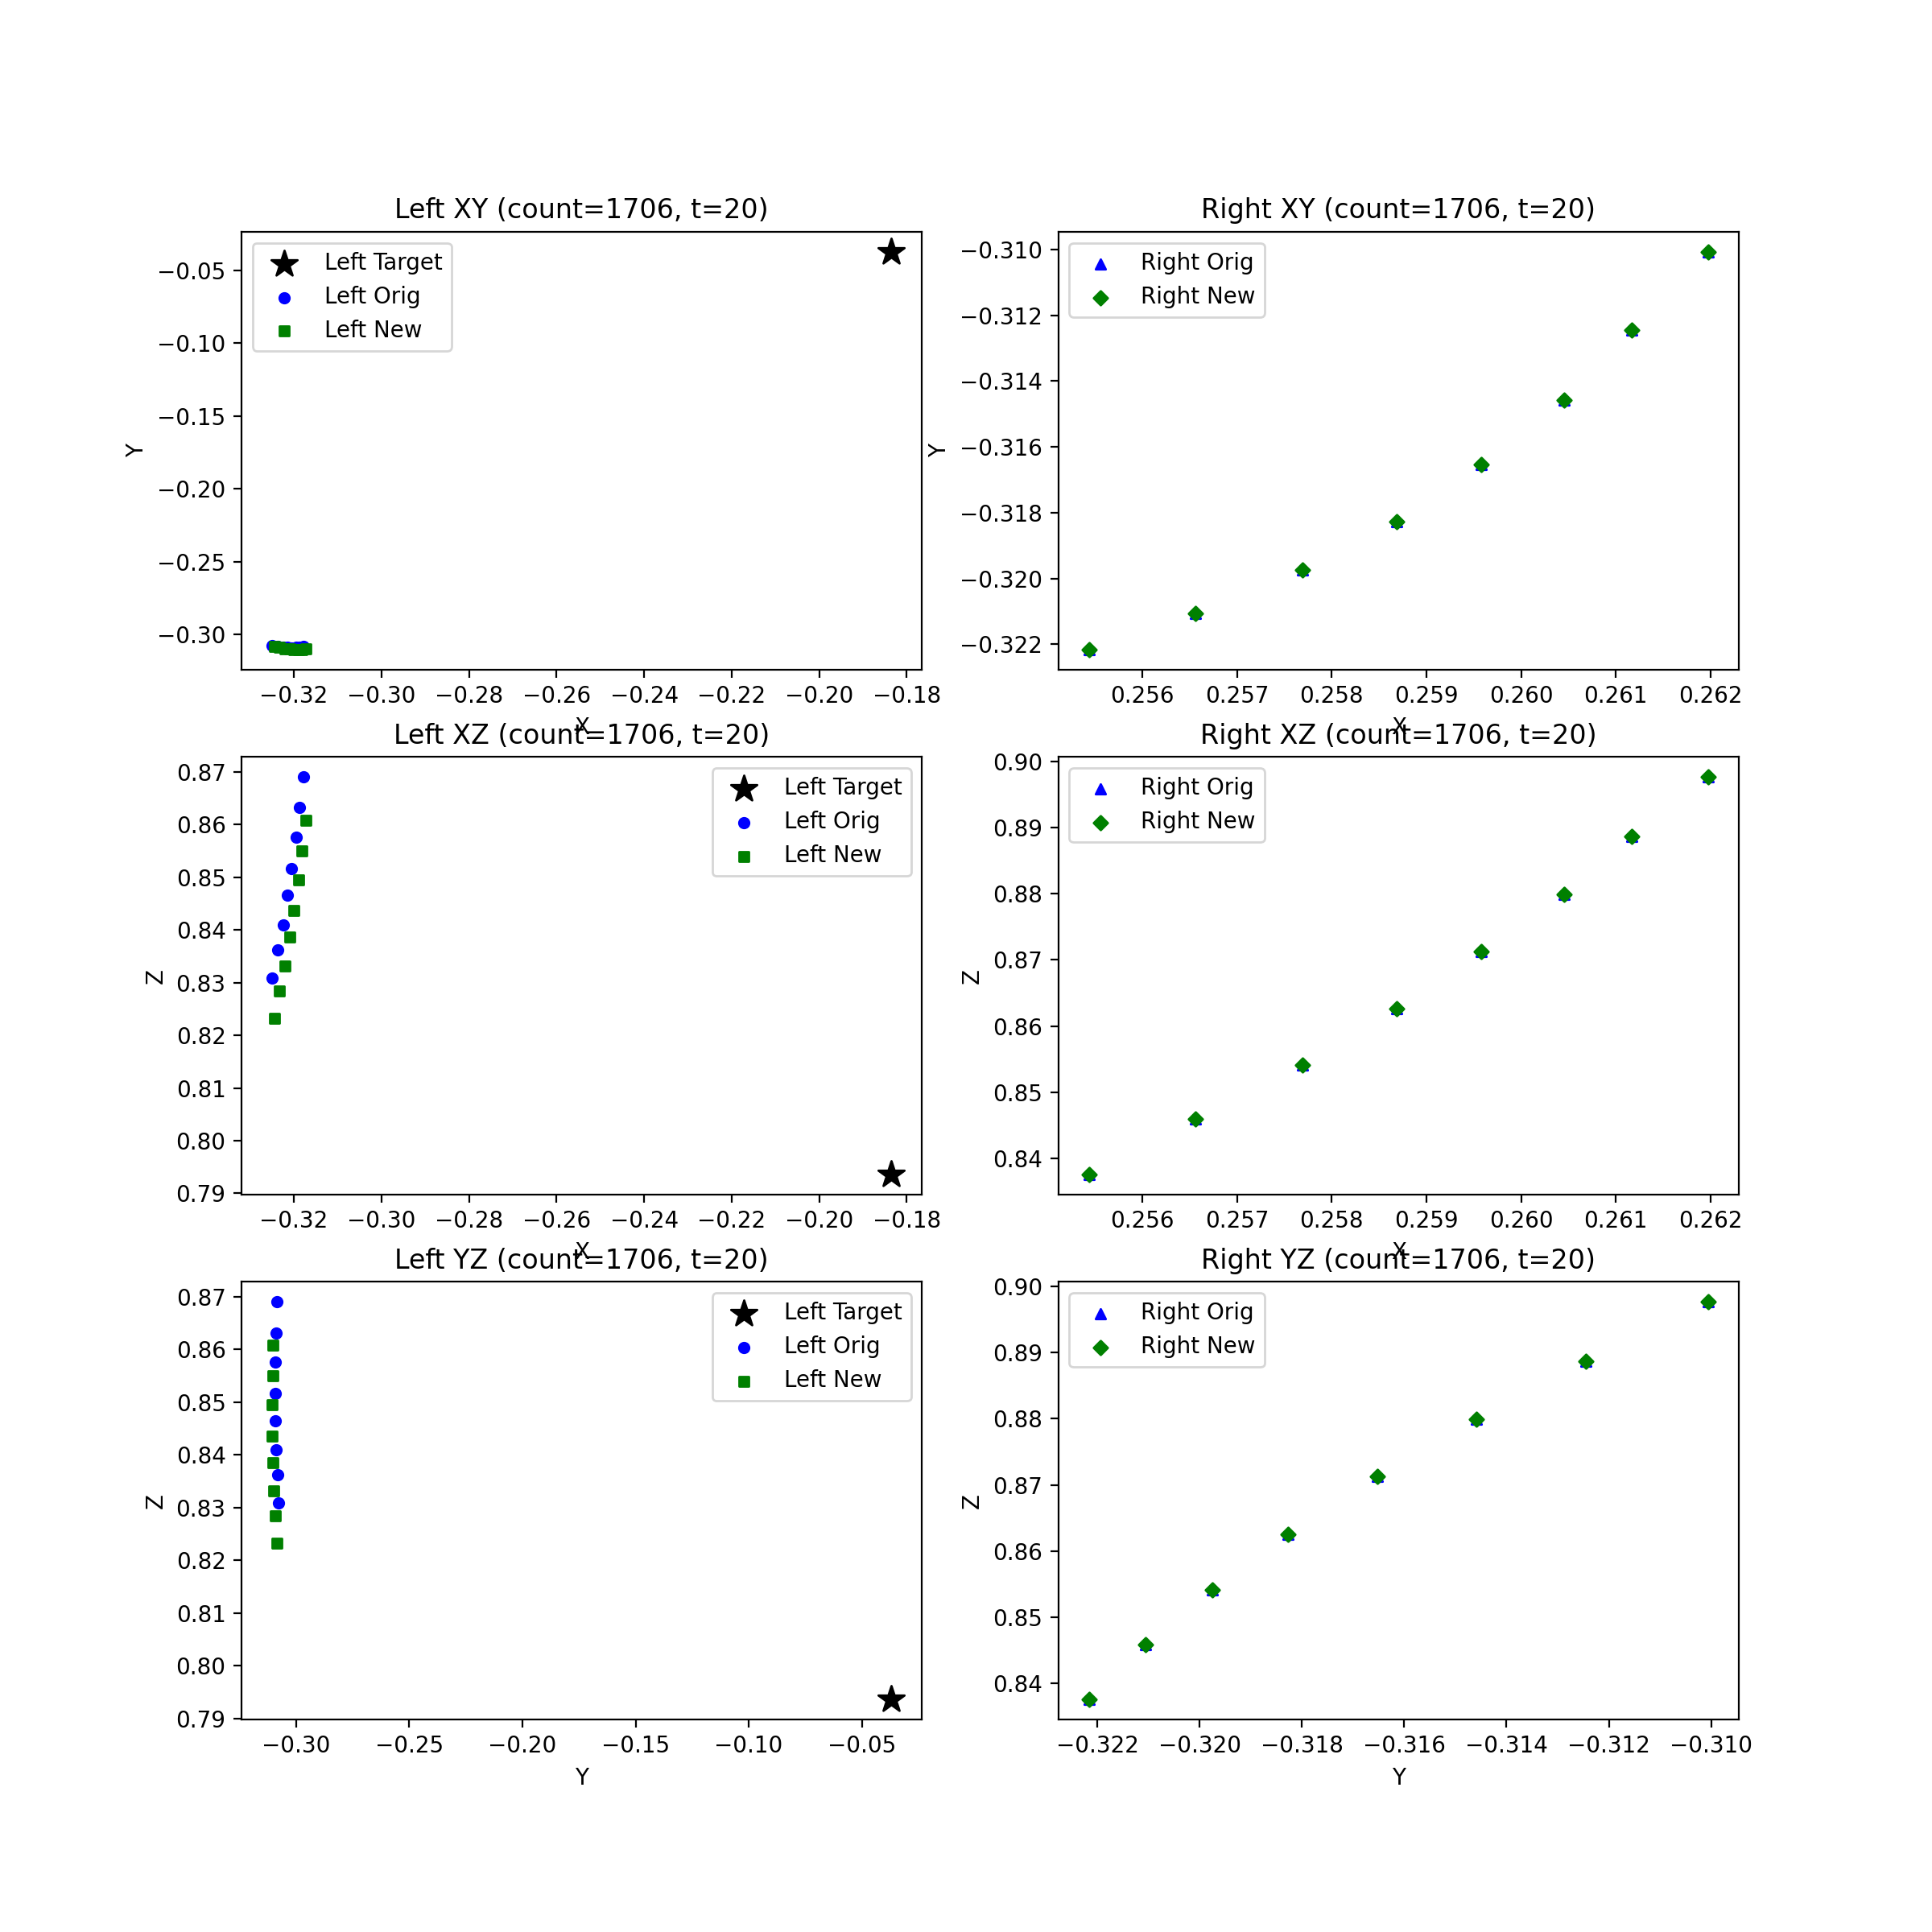 Left XY (count=1706, t=20)
Left Target
Left Orig
Left New
−0.05
−0.10
−0.15
−0.20
−0.25
−0.30
Y
−0.32 −0.30 −0.28 −0.26 −0.24 −0.22 −0.20 −0.18
X
Right XY (count=1706, t=20)
Right Orig
Right New
−0.310
−0.312
−0.314
−0.316
−0.318
−0.320
−0.322
Y
0.256 0.257 0.258 0.259 0.260 0.261 0.262
X
Left XZ (count=1706, t=20)
Left Target
Left Orig
Left New
0.87
0.86
0.85
0.84
0.83
0.82
0.81
0.80
0.79
Z
−0.32 −0.30 −0.28 −0.26 −0.24 −0.22 −0.20 −0.18
X
Right XZ (count=1706, t=20)
Right Orig
Right New
0.90
0.89
0.88
0.87
0.86
0.85
0.84
Z
0.256 0.257 0.258 0.259 0.260 0.261 0.262
X
Left YZ (count=1706, t=20)
Left Target
Left Orig
Left New
0.87
0.86
0.85
0.84
0.83
0.82
0.81
0.80
0.79
Z
−0.30 −0.25 −0.20 −0.15 −0.10 −0.05
Y
Right YZ (count=1706, t=20)
Right Orig
Right New
0.90
0.89
0.88
0.87
0.86
0.85
0.84
Z
−0.322 −0.320 −0.318 −0.316 −0.314 −0.312 −0.310
Y